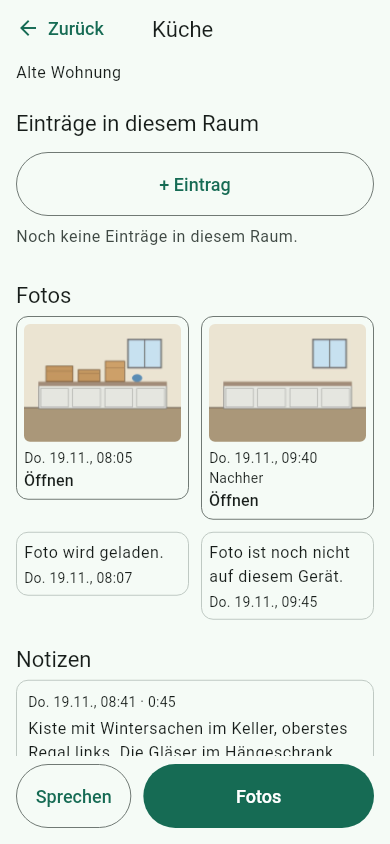 Zurück
Küche
Alte Wohnung
Einträge in diesem Raum
+ Eintrag
Noch keine Einträge in diesem Raum.
Fotos
Do. 19.11., 08:05
Öffnen
Do. 19.11., 09:40
Nachher
Öffnen
Foto wird geladen.
Do. 19.11., 08:07
Foto ist noch nicht
auf diesem Gerät.
Do. 19.11., 09:45
Notizen
Do. 19.11., 08:41 · 0:45
Kiste mit Wintersachen im Keller, oberstes
Regal links. Die Gläser im Hängeschrank
Sprechen
Fotos